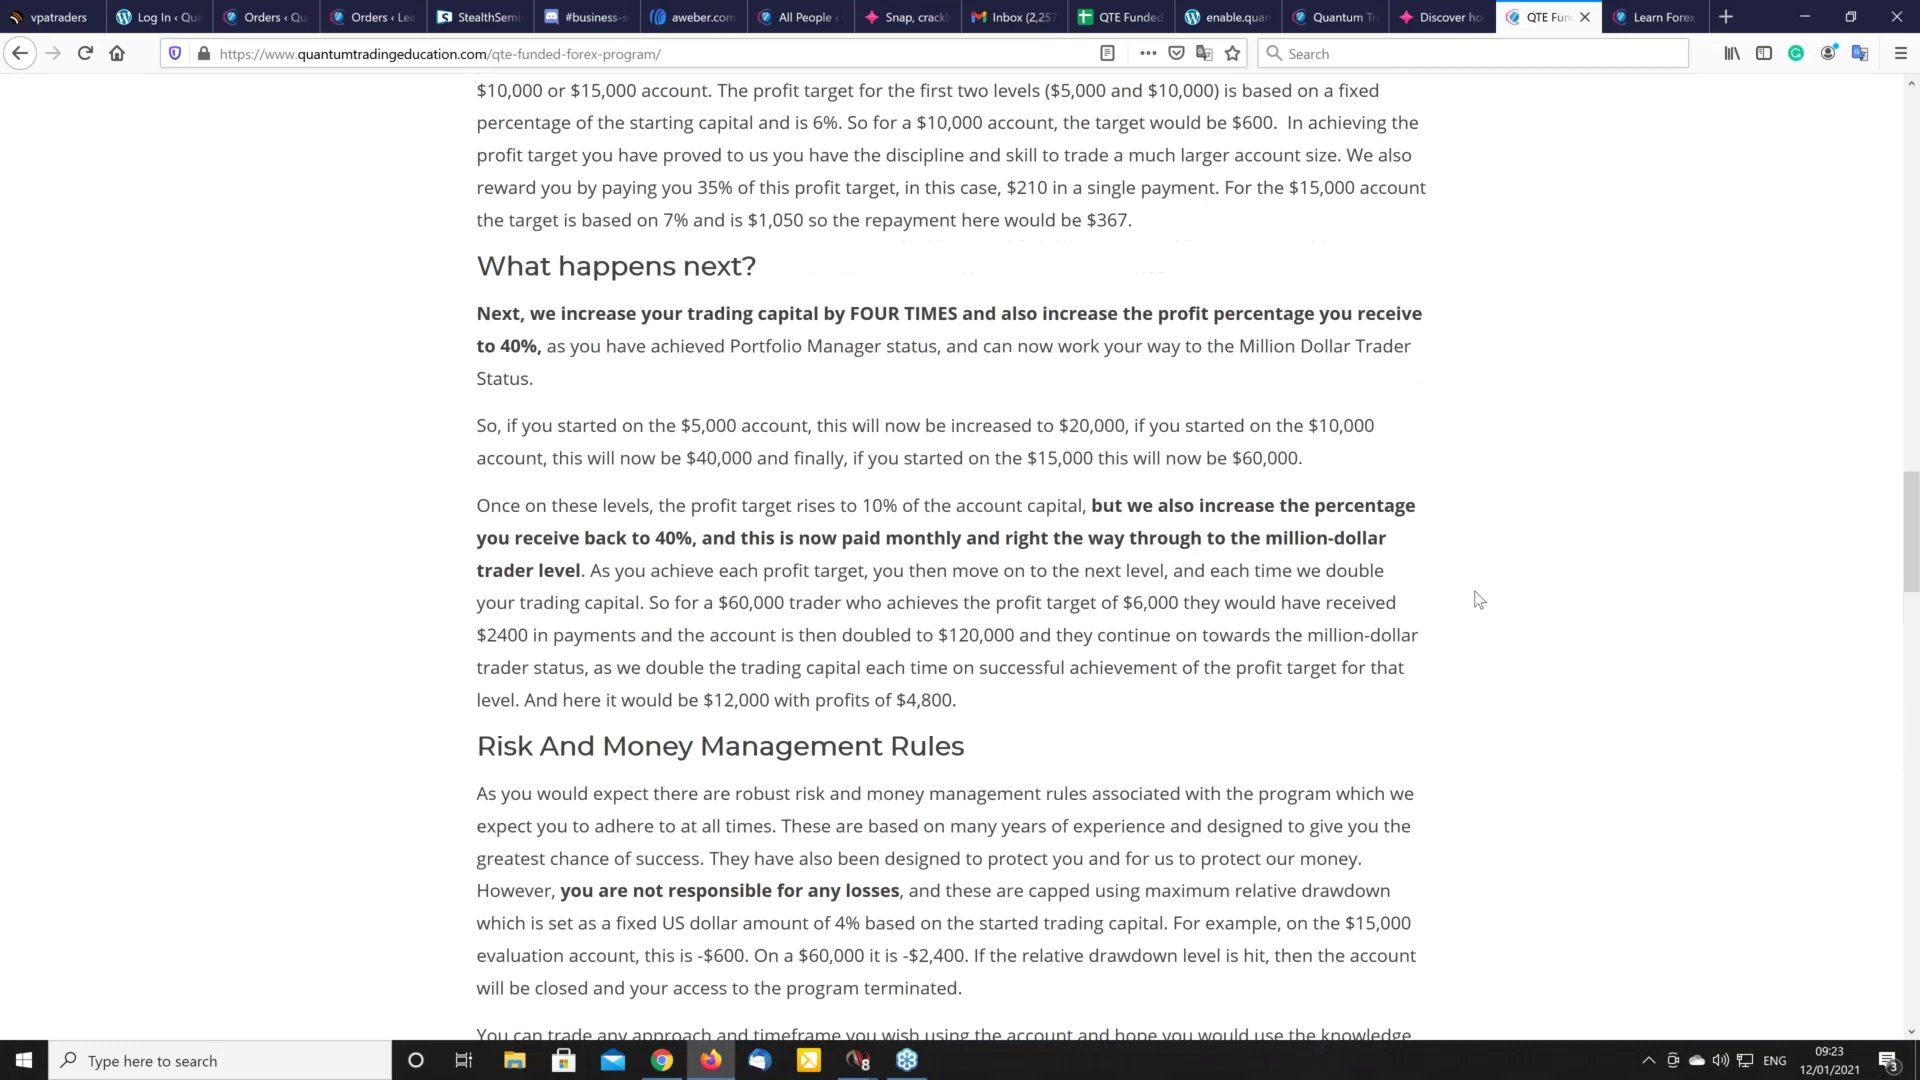 vpatraders
Log In ‹ Qua
Orders ‹ Qu
Orders ‹ Lea
StealthSemi
#business-s
aweber.com
All People ‹
Snap, crackl
Inbox (2,257
QTE Funded
enable.quan
Quantum Tr
Discover ho
QTE Fun
Learn Forex
https://www.quantumtradingeducation.com/qte-funded-forex-program/
Search
$10,000 or $15,000 account. The profit target for the first two levels ($5,000 and $10,000) is based on a fixed
percentage of the starting capital and is 6%. So for a $10,000 account, the target would be $600. In achieving the
profit target you have proved to us you have the discipline and skill to trade a much larger account size. We also
reward you by paying you 35% of this profit target, in this case, $210 in a single payment. For the $15,000 account
the target is based on 7% and is $1,050 so the repayment here would be $367.
What happens next?
Next, we increase your trading capital by FOUR TIMES and also increase the profit percentage you receive
to 40%, as you have achieved Portfolio Manager status, and can now work your way to the Million Dollar Trader
Status.
So, if you started on the $5,000 account, this will now be increased to $20,000, if you started on the $10,000
account, this will now be $40,000 and finally, if you started on the $15,000 this will now be $60,000.
Once on these levels, the profit target rises to 10% of the account capital, but we also increase the percentage
you receive back to 40%, and this is now paid monthly and right the way through to the million-dollar
trader level. As you achieve each profit target, you then move on to the next level, and each time we double
your trading capital. So for a $60,000 trader who achieves the profit target of $6,000 they would have received
$2400 in payments and the account is then doubled to $120,000 and they continue on towards the million-dollar
trader status, as we double the trading capital each time on successful achievement of the profit target for that
level. And here it would be $12,000 with profits of $4,800.
Risk And Money Management Rules
As you would expect there are robust risk and money management rules associated with the program which we
expect you to adhere to at all times. These are based on many years of experience and designed to give you the
greatest chance of success. They have also been designed to protect you and for us to protect our money.
However, you are not responsible for any losses, and these are capped using maximum relative drawdown
which is set as a fixed US dollar amount of 4% based on the started trading capital. For example, on the $15,000
evaluation account, this is -$600. On a $60,000 it is -$2,400. If the relative drawdown level is hit, then the account
will be closed and your access to the program terminated.
You can trade any approach and timeframe you wish using the account and hope you would use the knowledge
Type here to search
ENG
09:23
12/01/2021
3